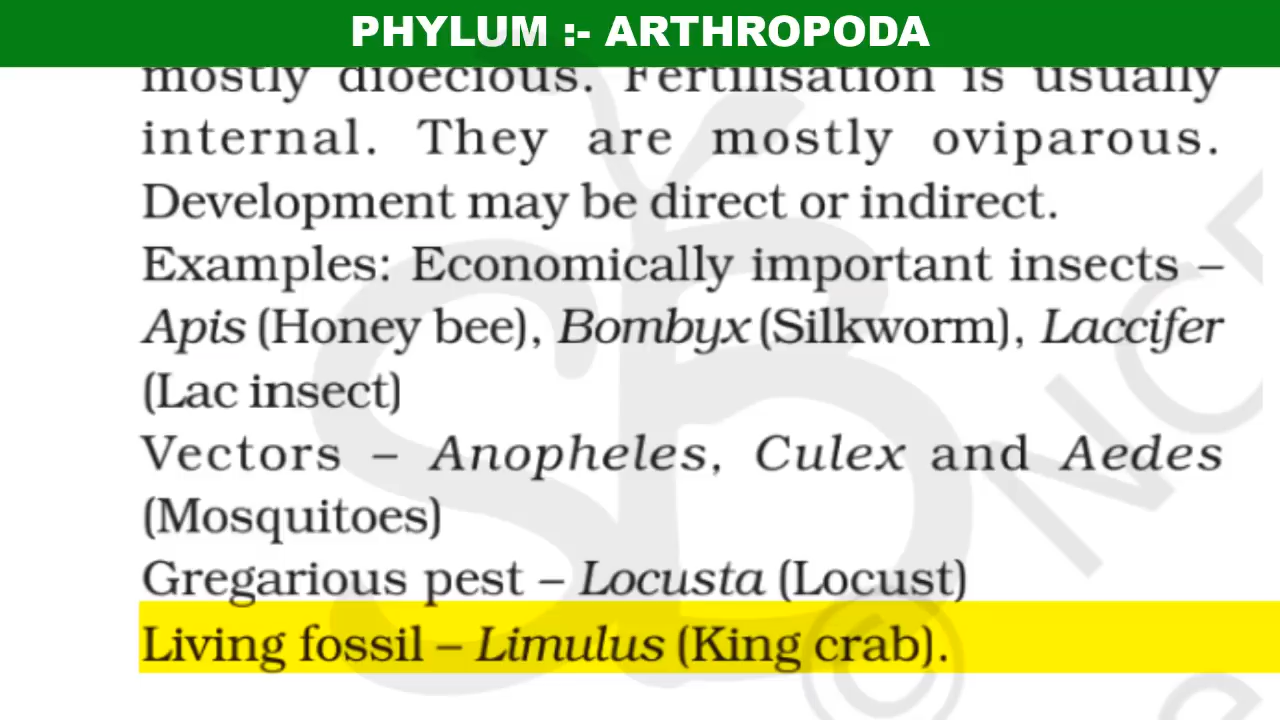 PHYLUM :- ARTHROPODA
mostly dioecious. Fertilisation is usually
internal. They are mostly oviparous.
Development may be direct or indirect.
Examples: Economically important insects –
Apis (Honey bee), Bombyx (Silkworm), Laccifer
(Lac insect)
Vectors – Anopheles, Culex and Aedes
(Mosquitoes)
Gregarious pest – Locusta (Locust)
Living fossil – Limulus (King crab).